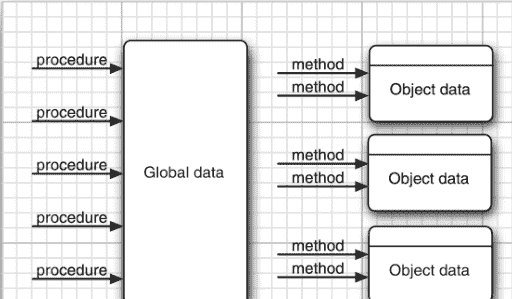 procedure
procedure
procedure
procedure
procedure
Global data
method
method
Object data
method
method
Object data
method
method
Object data